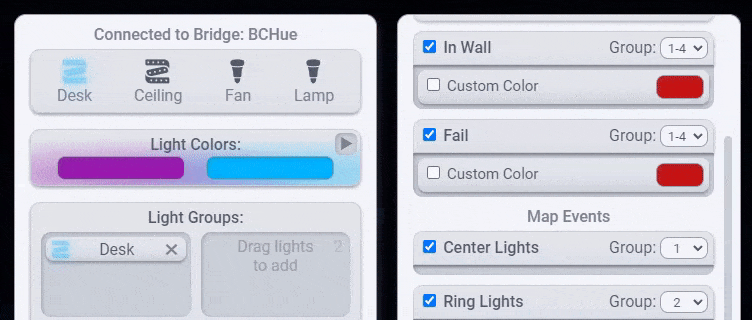 Connected to Bridge: BCHue
Desk Ceiling Fan Lamp
Light Colors:
Light Groups:
Desk
Drag lights 2
to add
In Wall Group: 1-4
Custom Color
Fail Group: 1-4
Custom Color
Map Events
Center Lights Group: 1
Ring Lights Group: 2